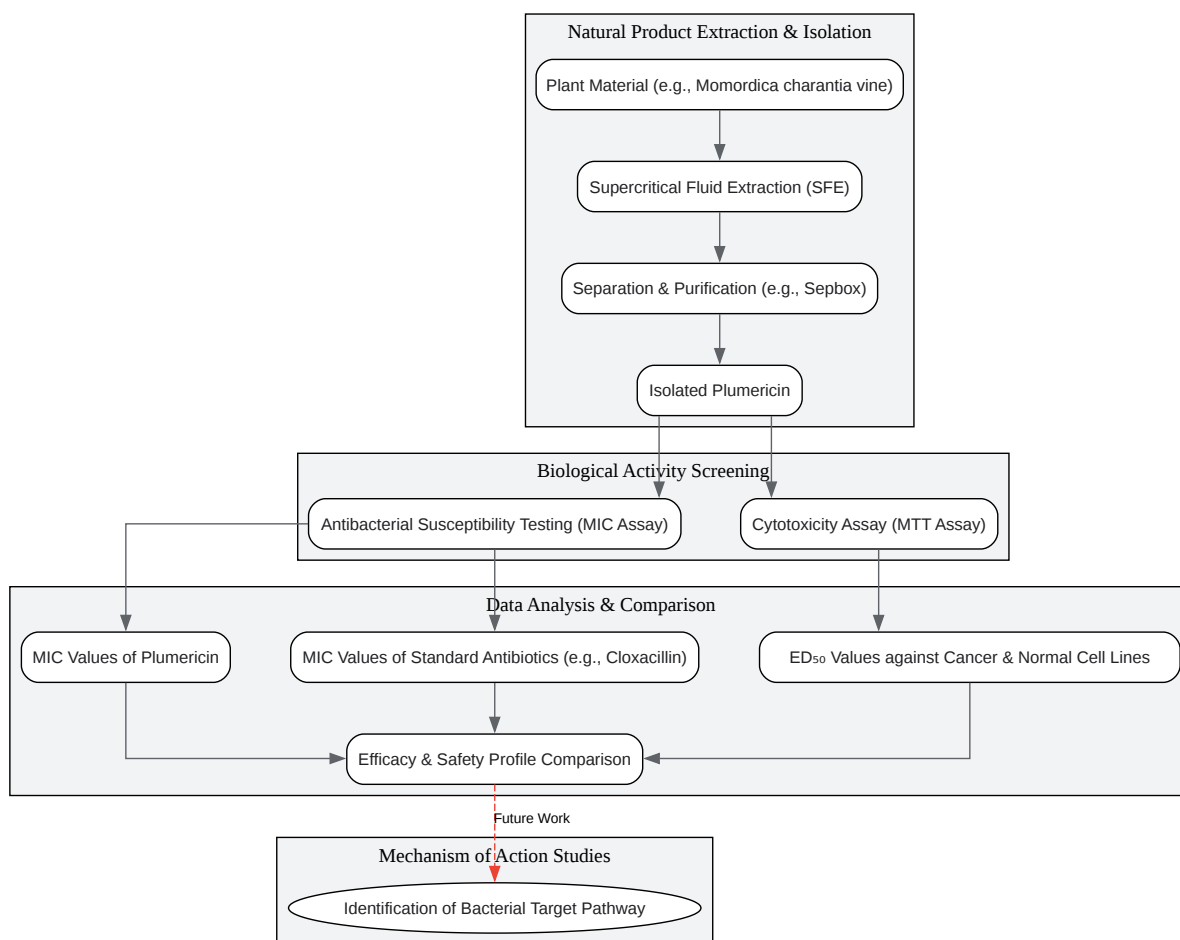 Natural Product Extraction & Isolation
Plant Material (e.g., Momordica charantia vine)
Supercritical Fluid Extraction (SFE)
Separation & Purification (e.g., Sepbox)
Isolated Plumericin
Biological Activity Screening
Antibacterial Susceptibility Testing (MIC Assay)
Cytotoxicity Assay (MTT Assay)
Data Analysis & Comparison
MIC Values of Plumericin
MIC Values of Standard Antibiotics (e.g., Cloxacillin)
ED₅₀ Values against Cancer & Normal Cell Lines
Efficacy & Safety Profile Comparison
Future Work
Mechanism of Action Studies
Identification of Bacterial Target Pathway